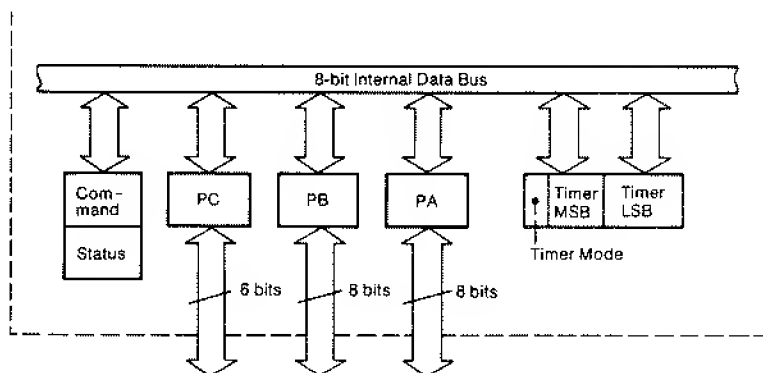 8-bit Internal Data Bus
Com-
mand
Status
PC
PB
PA
Timer
MSB
Timer
LSB
Timer Mode
6 bits
8 bits
8 bits